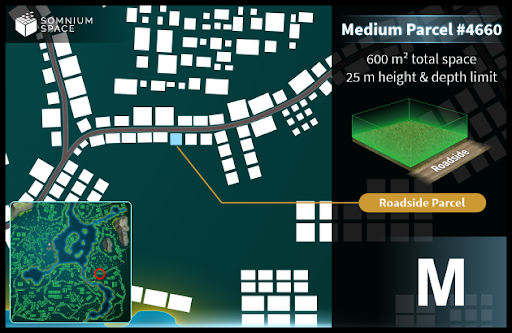 SOMNIUM
SPACE
Medium Parcel #4660
600 m² total space
25 m height & depth limit
Roadside
Roadside Parcel
M